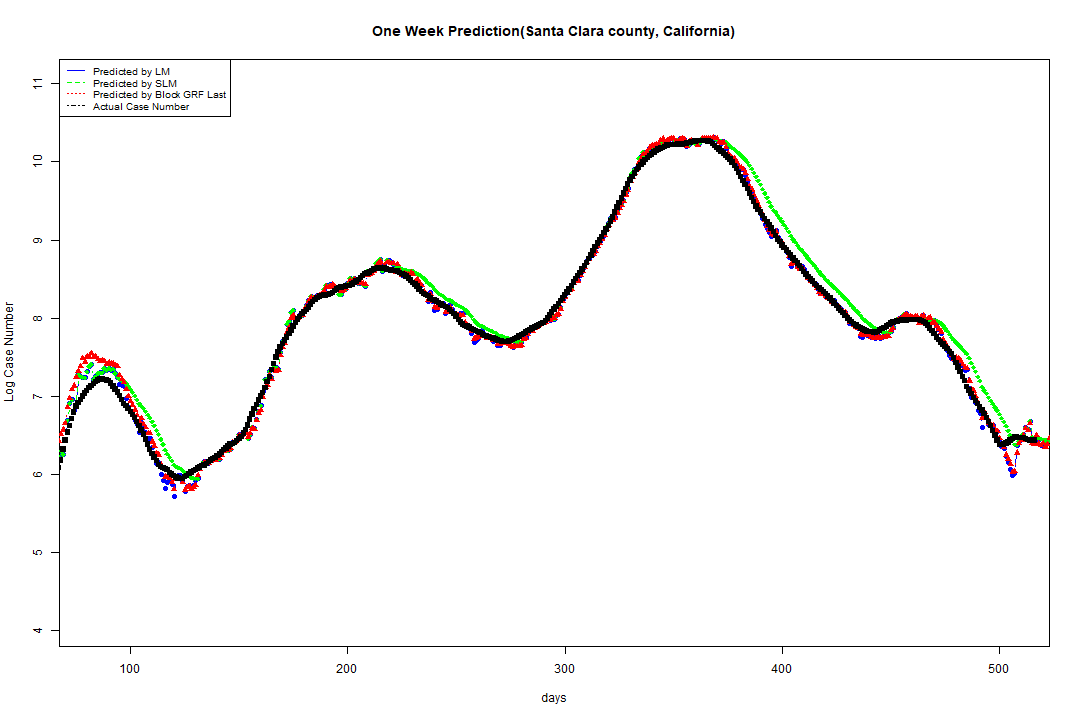 One Week Prediction(Santa Clara county, California)
Predicted by LM
Predicted by SLM
Predicted by Block GRF Last
Actual Case Number
11
10
9
8
7
6
5
4
Log Case Number
100 200 300 400 500
days